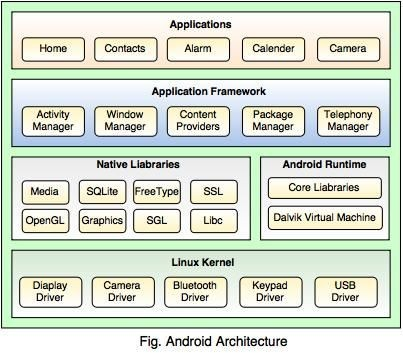 Applications
Home Contacts Alarm Calender Camera
Application Framework
Activity Manager
Window Manager
Content Providers
Package Manager
Telephony Manager
Native Liabraries
Media SQLite FreeType SSL
OpenGL Graphics SGL Libc
Android Runtime
Core Liabraries
Dalvik Virtual Machine
Linux Kernel
Diaplay Driver
Camera Driver
Bluetooth Driver
Keypad Driver
USB Driver
Fig. Android Architecture